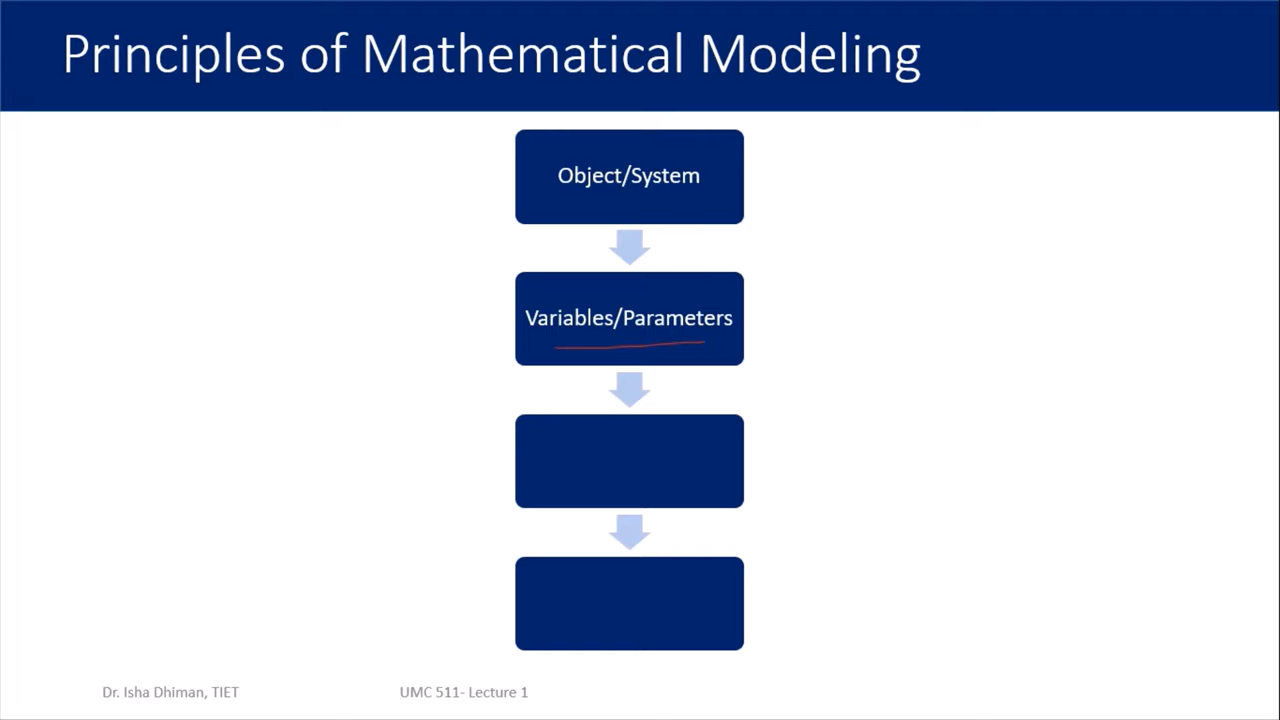 Principles of Mathematical Modeling
Object/System
Variables/Parameters
Dr. Isha Dhiman, TIET
UMC 511- Lecture 1